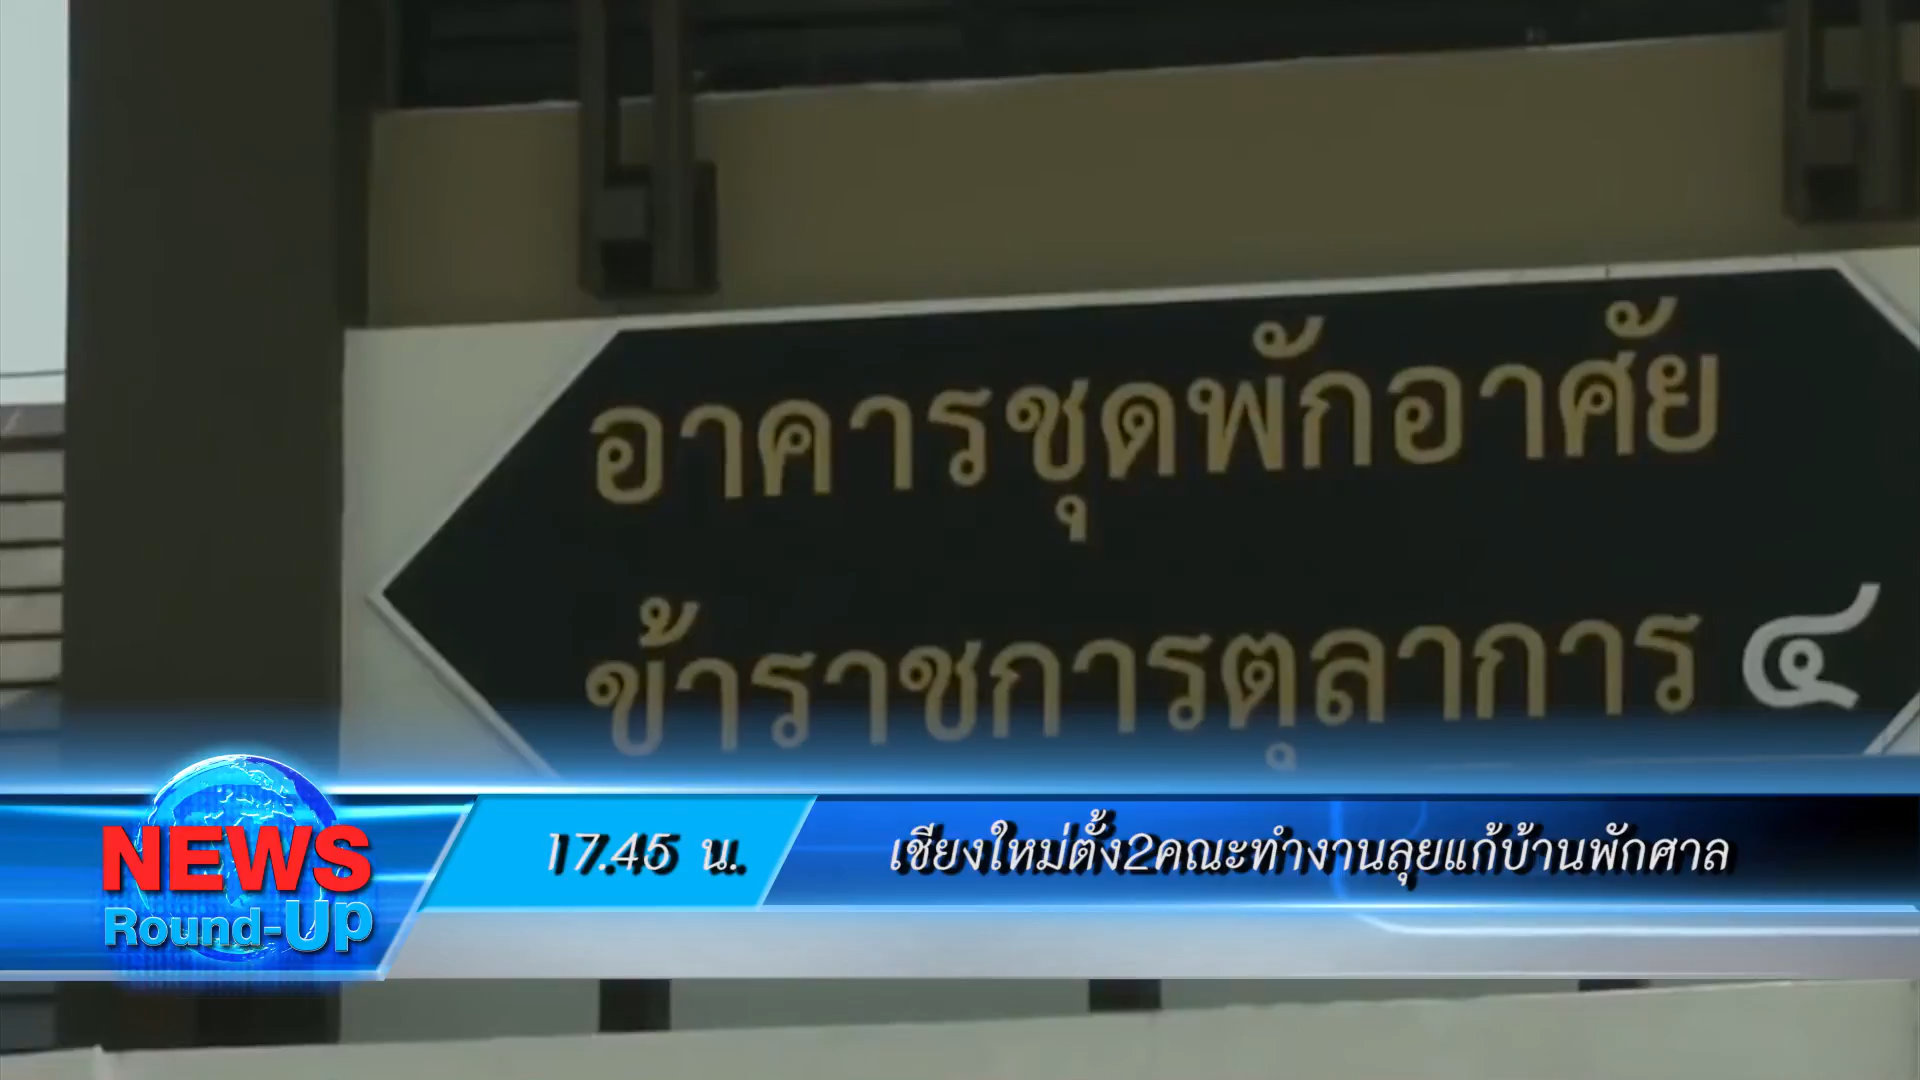 อาคารชุดพักอาศัย
ข้าราชการตุลาการ ๔
NEWS
Round-Up
17.45 น.
เชียงใหม่ตั้ง2คณะทำงานลุยแก้บ้านพักศาล